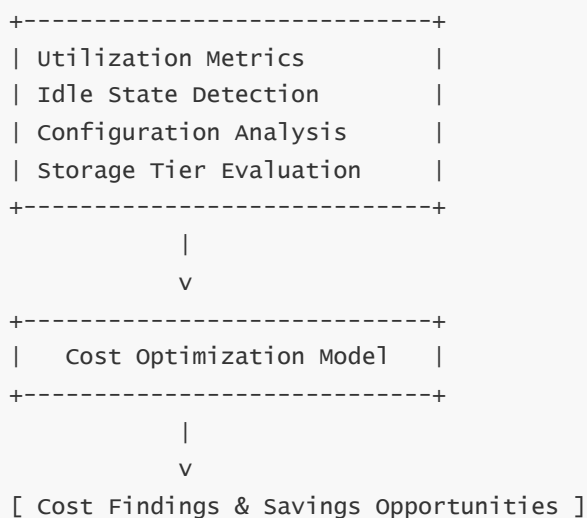 +-----------------------------+
| Utilization Metrics         |
| Idle State Detection        |
| Configuration Analysis      |
| Storage Tier Evaluation     |
+-----------------------------+
            |
            v
+-----------------------------+
|   Cost Optimization Model   |
+-----------------------------+
            |
            v
[ Cost Findings & Savings Opportunities ]